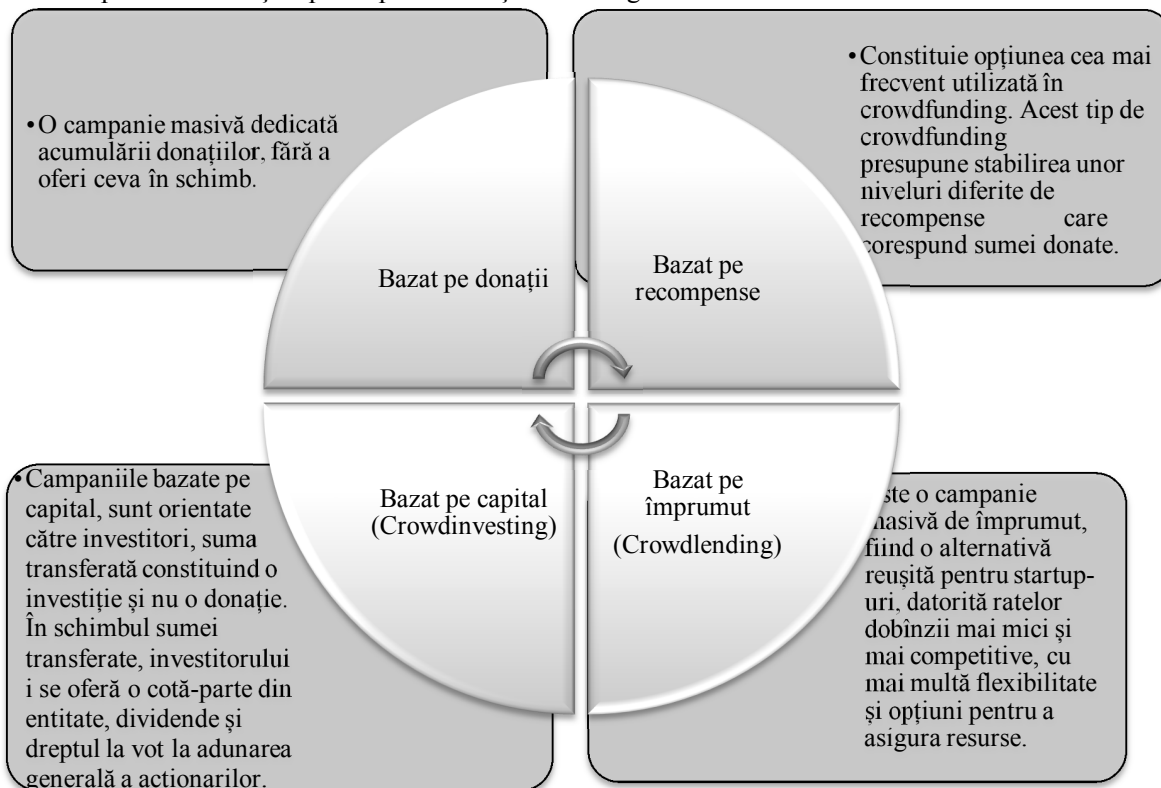 •O campanie masivă dedicată
acumulării donațiilor, fără a
oferi ceva în schimb.
•Constituie opțiunea cea mai
frecvent utilizată în
crowdfunding. Acest tip de
crowdfunding
presupune stabilirea unor
niveluri diferite de
recompense care
corespund sumei donate.
Bazat pe donații
Bazat pe
recompense
Bazat pe capital
(Crowdinvesting)
Bazat pe
împrumut
(Crowdlending)
•Campaniile bazate pe
capital, sunt orientate
către investitori, suma
transferată constituind o
investiție și nu o donație.
În schimbul sumei
transferate, investitorului
i se oferă o cotă-parte din
entitate, dividende și
dreptul la vot la adunarea
generală a acționarilor.
ste o campanie
masivă de împrumut,
fiind o alternativă
reușită pentru startup-
uri, datorită ratelor
dobînzii mai mici și
mai competitive, cu
mai multă flexibilitate
și opțiuni pentru a
asigura resurse.